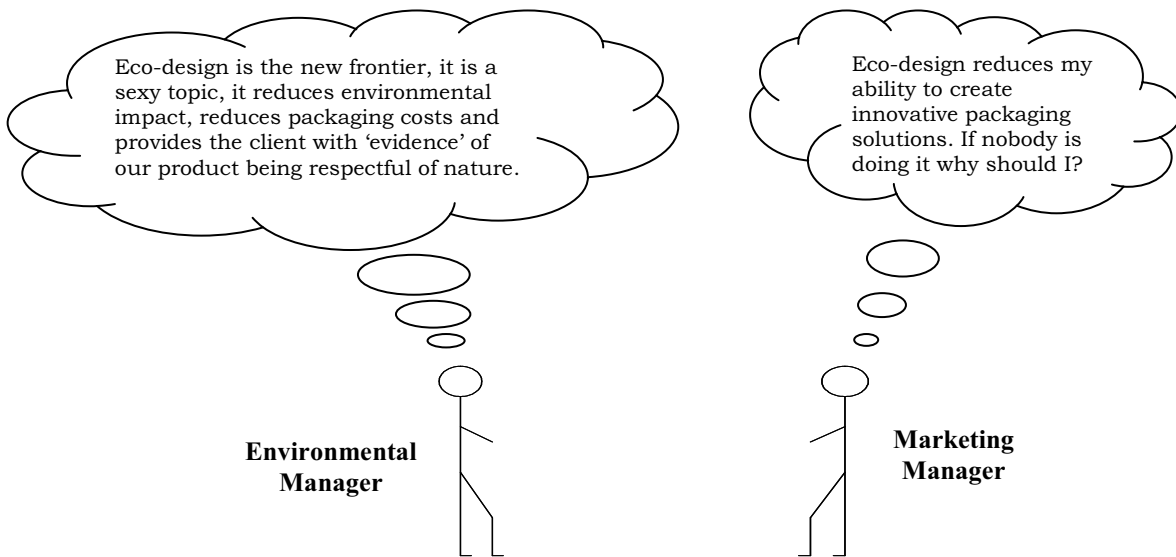 Eco-design is the new frontier, it is a
sexy topic, it reduces environmental
impact, reduces packaging costs and
provides the client with ‘evidence’ of
our product being respectful of nature.
Eco-design reduces my
ability to create
innovative packaging
solutions. If nobody is
doing it why should I?
Environmental
Manager
Marketing
Manager